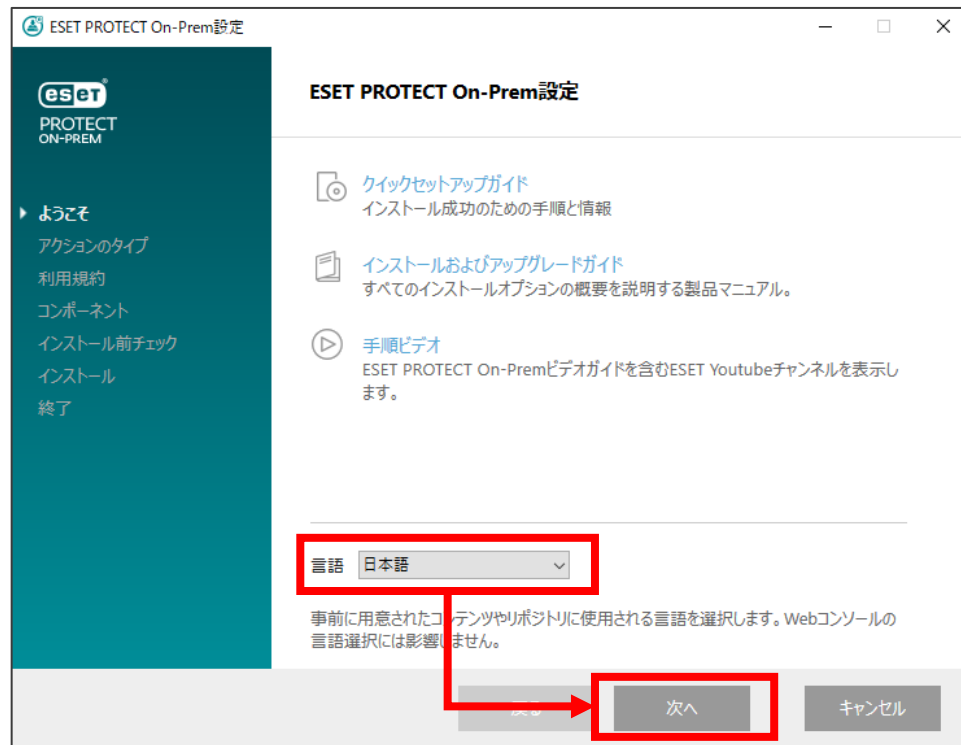 ESET PROTECT On-Prem設定
eset
PROTECT
ON-PREM
ようこそ
アクションのタイプ
利用規約
コンポーネント
インストール前チェック
インストール
終了
ESET PROTECT On-Prem設定
クイックセットアップガイド
インストール成功のための手順と情報
インストールおよびアップグレードガイド
すべてのインストールオプションの概要を説明する製品マニュアル。
手順ビデオ
ESET PROTECT On-Premビデオガイドを含むESET Youtubeチャンネルを表示し
ます。
言語 日本語
事前に用意されたコンテンツやリポジトリに使用される言語を選択します。Webコンソールの
言語選択には影響しません。
戻る 次へ キャンセル